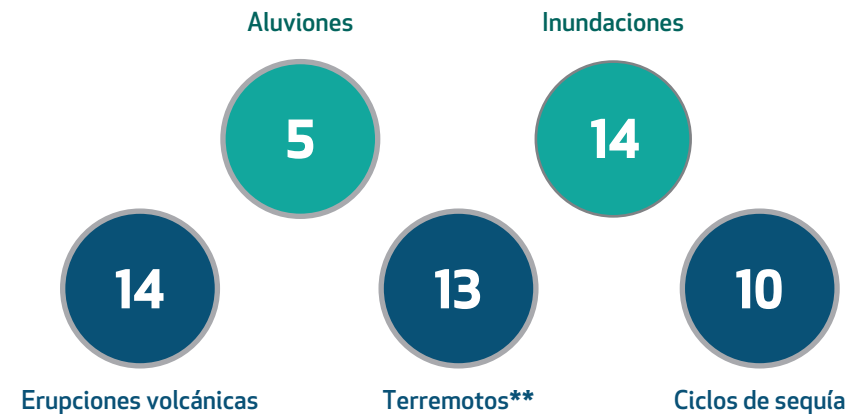 Aluviones
Inundaciones
5
14
14
13
10
Erupciones volcánicas
Terremotos**
Ciclos de sequía